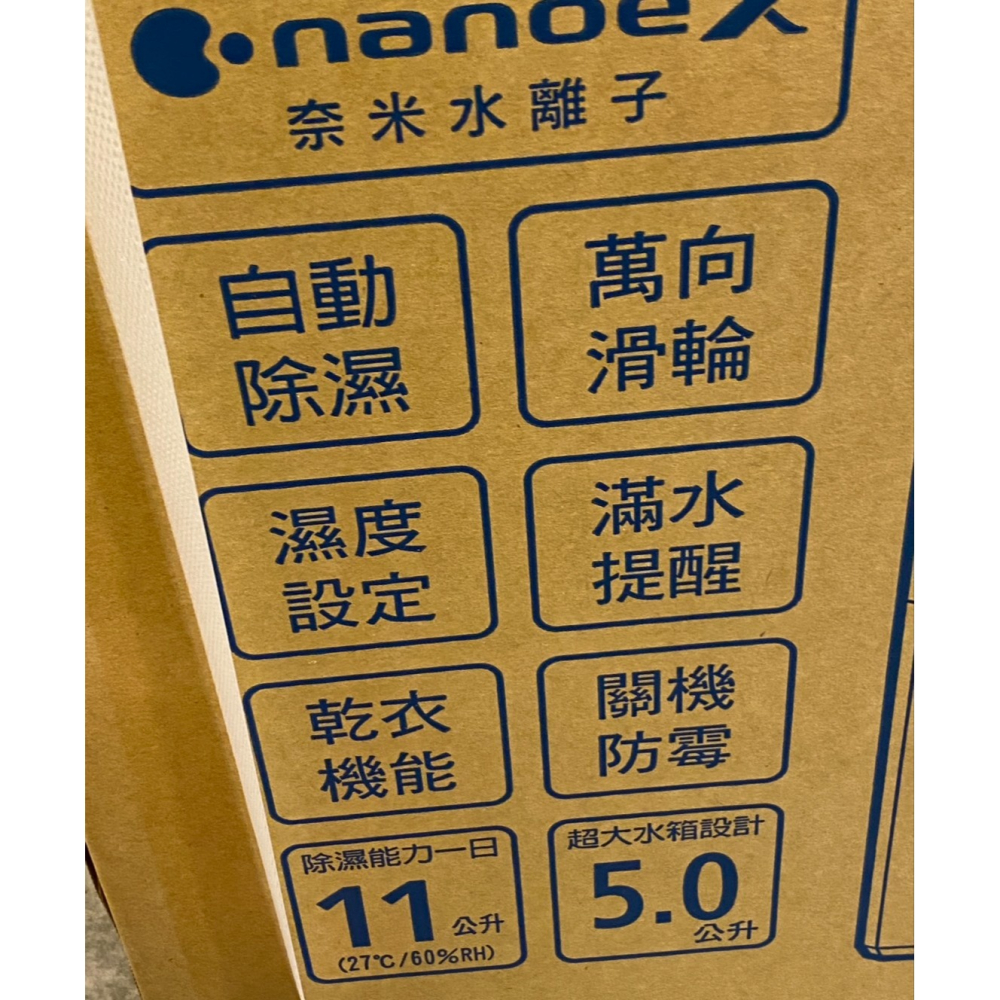 nanoeX
奈米水離子
自動
除濕
萬向
滑輪
濕度
設定
滿水
提醒
乾衣
機能
關機
防霉
除濕能力一日
11公升
(27℃/60%RH)
超大水箱設計
5.0
公升